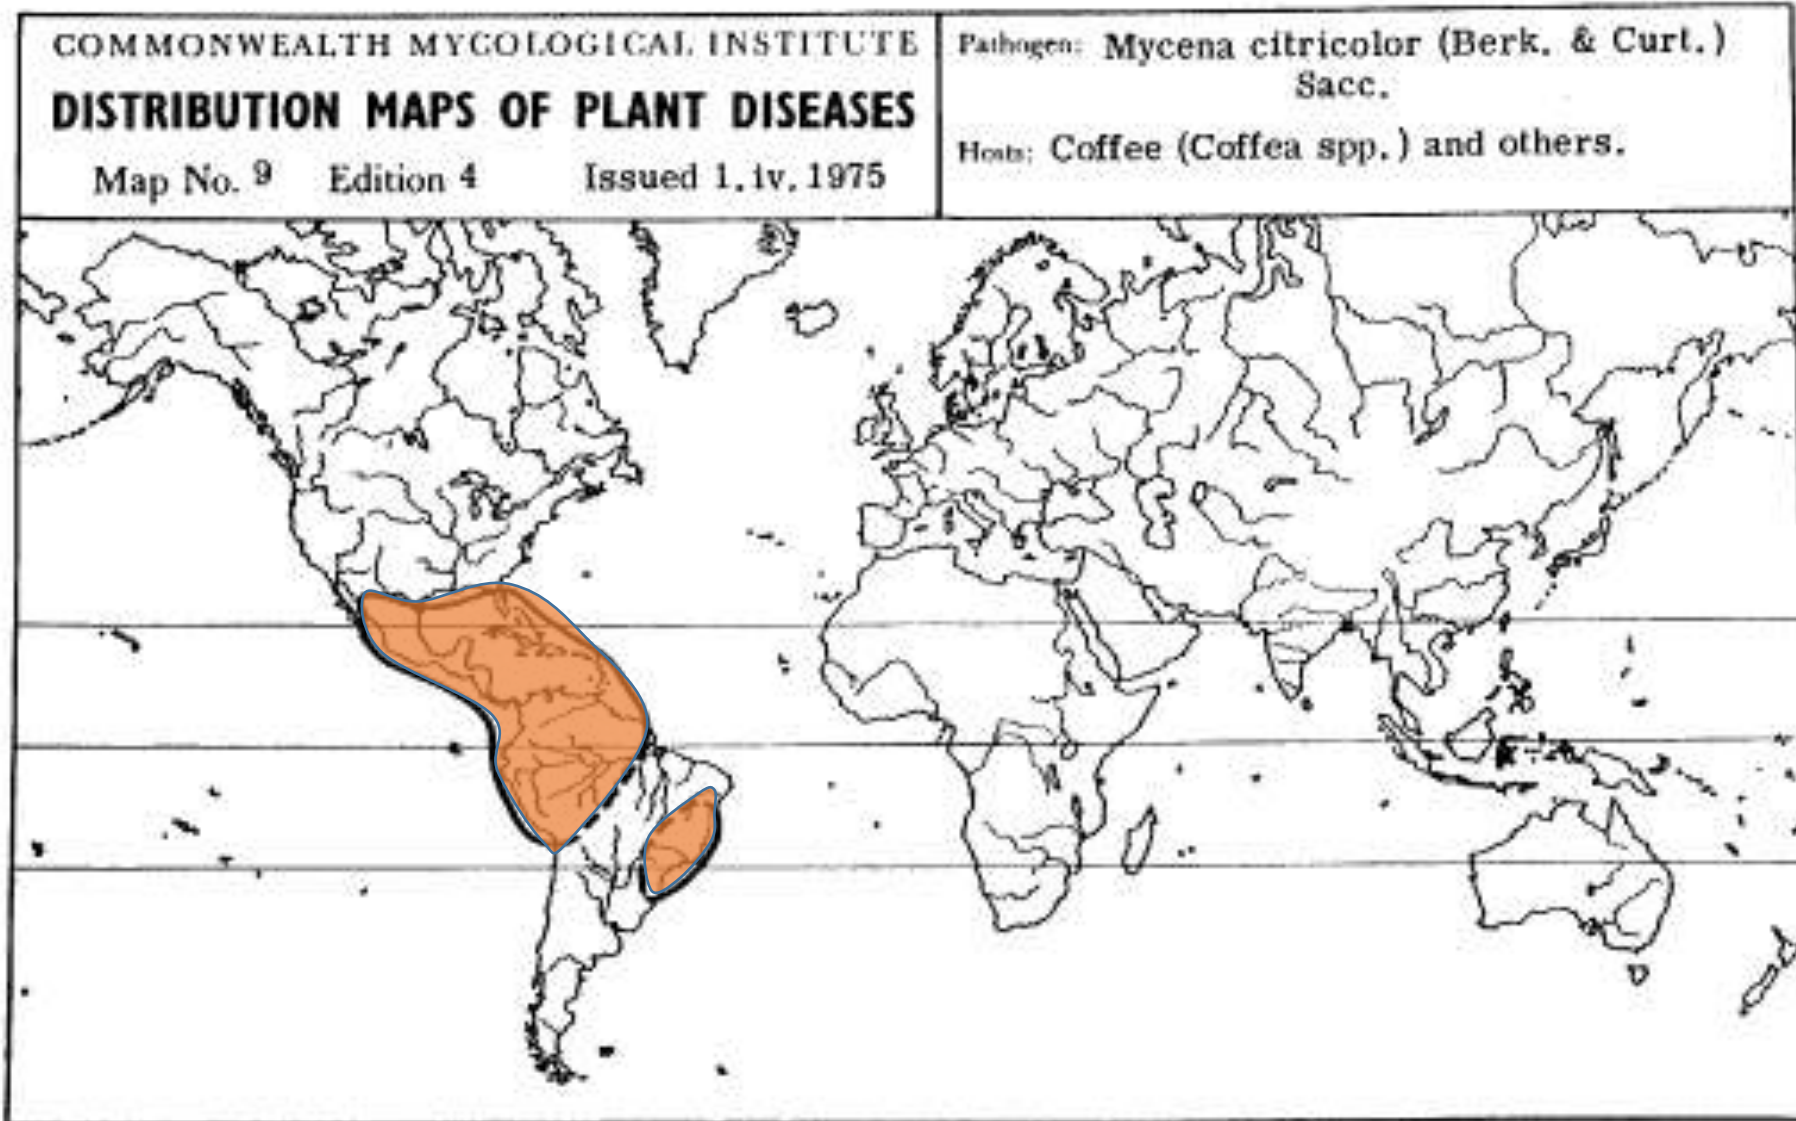 COMMONWEALTH MYCOLOGICAL INSTITUTE
DISTRIBUTION MAPS OF PLANT DISEASES
Map No. 9 Edition 4 Issued 1.iv.1975
Pathogen: Mycena citricolor (Berk. & Curt.)
Sacc.
Hosts: Coffee (Coffea spp.) and others.